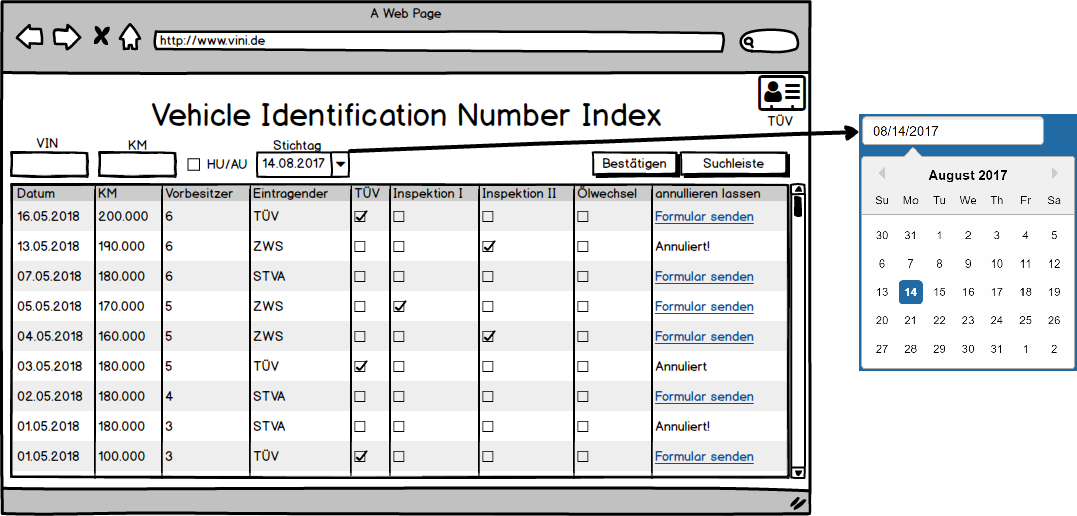 A Web Page
http://www.vini.de
Vehicle Identification Number Index
TÜV
VIN
KM
HU/AU
Stichtag
14.08.2017
Bestätigen
Suchleiste
Datum KM Vorbesitzer Eintragender TÜV Inspektion I Inspektion II Ölwechsel annullieren lassen
16.05.2018 200.000 6 TÜV Formular senden
13.05.2018 190.000 6 ZWS Annuliert!
07.05.2018 180.000 6 STVA Formular senden
05.05.2018 170.000 5 ZWS Formular senden
04.05.2018 160.000 5 ZWS Formular senden
03.05.2018 180.000 5 TÜV Annuliert
02.05.2018 180.000 4 STVA Formular senden
01.05.2018 180.000 3 STVA Annuliert!
01.05.2018 100.000 3 TÜV Formular senden
08/14/2017
August 2017
Su Mo Tu We Th Fr Sa
30 31 1 2 3 4 5
6 7 8 9 10 11 12
13 14 15 16 17 18 19
20 21 22 23 24 25 26
27 28 29 30 31 1 2